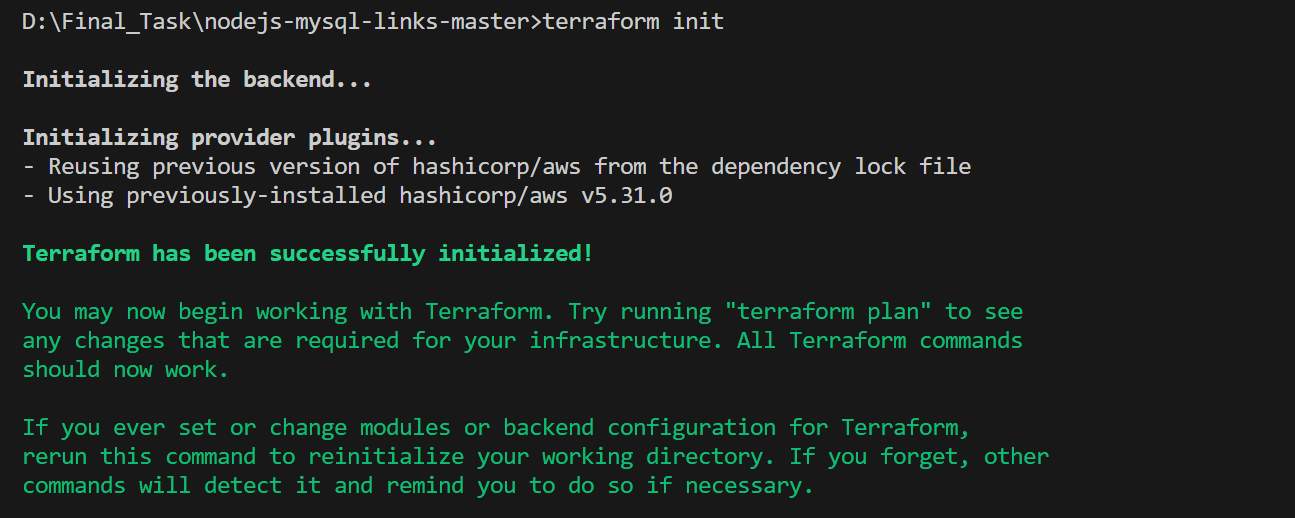 D:\Final_Task\nodejs-mysql-links-master>terraform init
Initializing the backend...
Initializing provider plugins...
- Reusing previous version of hashicorp/aws from the dependency lock file
- Using previously-installed hashicorp/aws v5.31.0
Terraform has been successfully initialized!
You may now begin working with Terraform. Try running "terraform plan" to see
any changes that are required for your infrastructure. All Terraform commands
should now work.
If you ever set or change modules or backend configuration for Terraform,
rerun this command to reinitialize your working directory. If you forget, other
commands will detect it and remind you to do so if necessary.